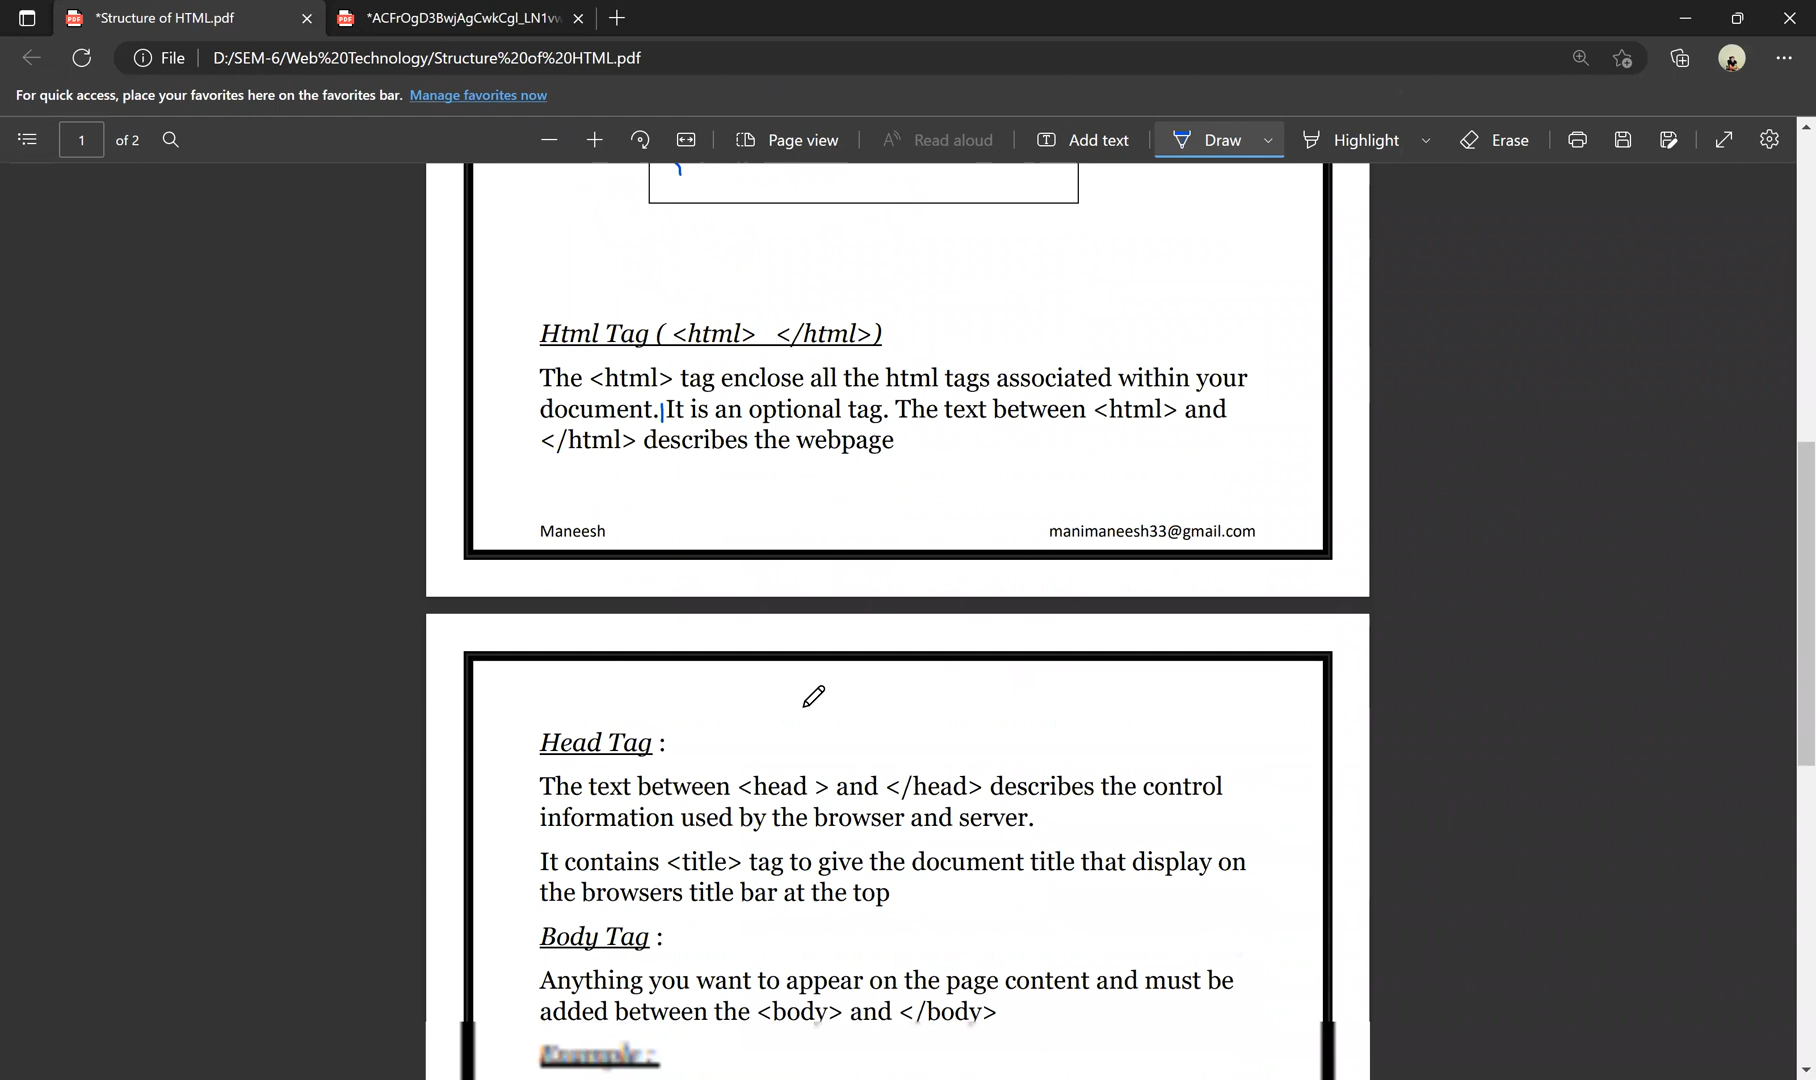 *Structure of HTML.pdf
*ACFrOgD3BwjAgCwkCgl_LN1vw
File
D:/SEM-6/Web%20Technology/Structure%20of%20HTML.pdf
For quick access, place your favorites here on the favorites bar. Manage favorites now
1 of 2
Page view
Read aloud
Add text
Draw
Highlight
Erase
Html Tag ( <html> </html>)
The <html> tag enclose all the html tags associated within your
document. It is an optional tag. The text between <html> and
</html> describes the webpage
Maneesh manimaneesh33@gmail.com
Head Tag :
The text between <head > and </head> describes the control
information used by the browser and server.
It contains <title> tag to give the document title that display on
the browsers title bar at the top
Body Tag :
Anything you want to appear on the page content and must be
added between the <body> and </body>
Example :